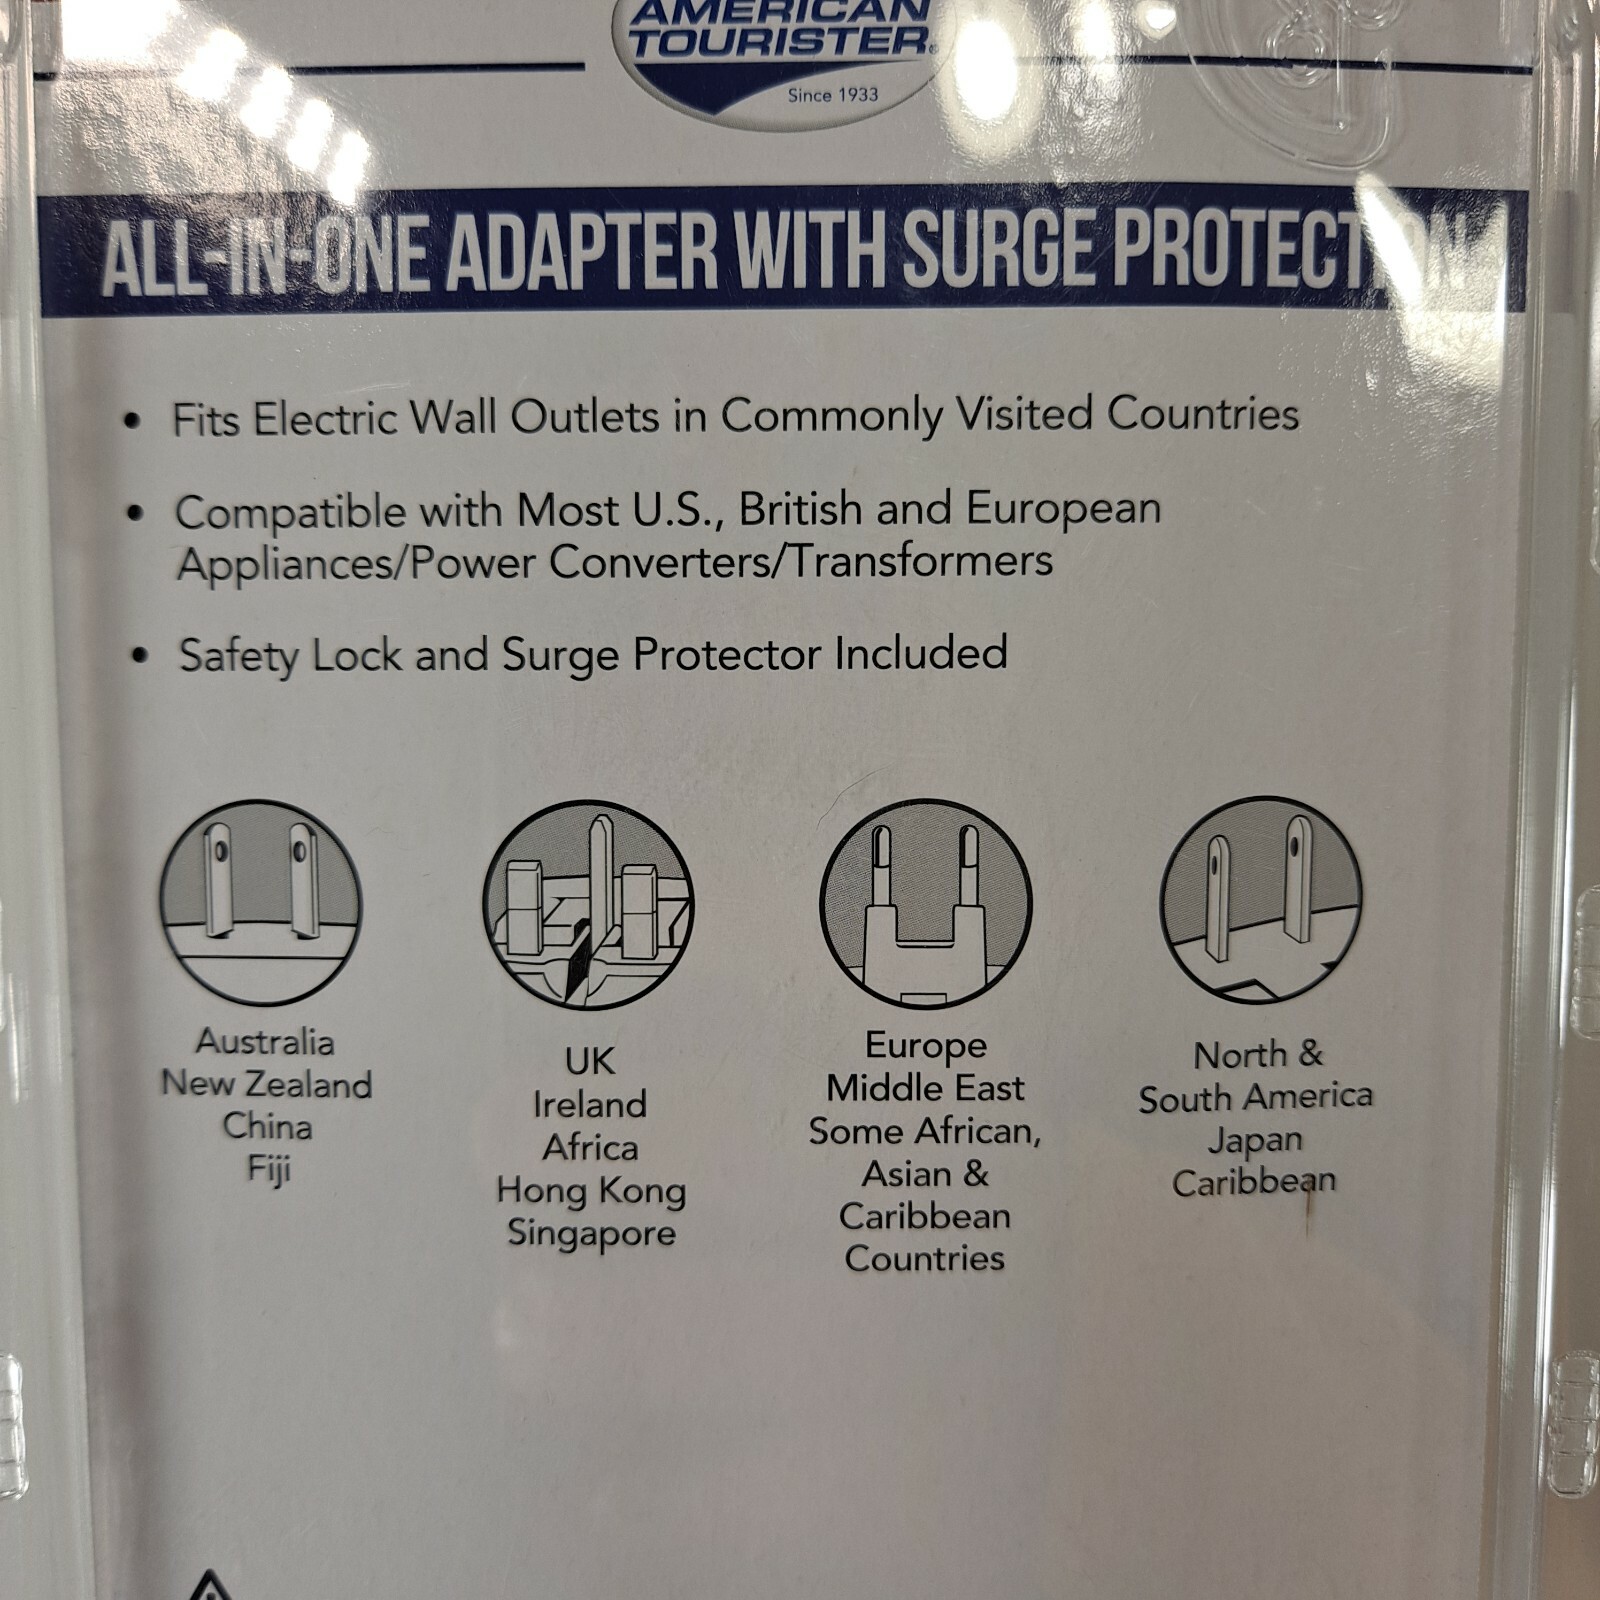 AMERICAN
TOURISTER®
Since 1933
ALL-IN-ONE ADAPTER WITH SURGE PROTECTION
• Fits Electric Wall Outlets in Commonly Visited Countries
• Compatible with Most U.S., British and European
Appliances/Power Converters/Transformers
• Safety Lock and Surge Protector Included
Australia
New Zealand
China
Fiji
UK
Ireland
Africa
Hong Kong
Singapore
Europe
Middle East
Some African,
Asian &
Caribbean
Countries
North &
South America
Japan
Caribbean